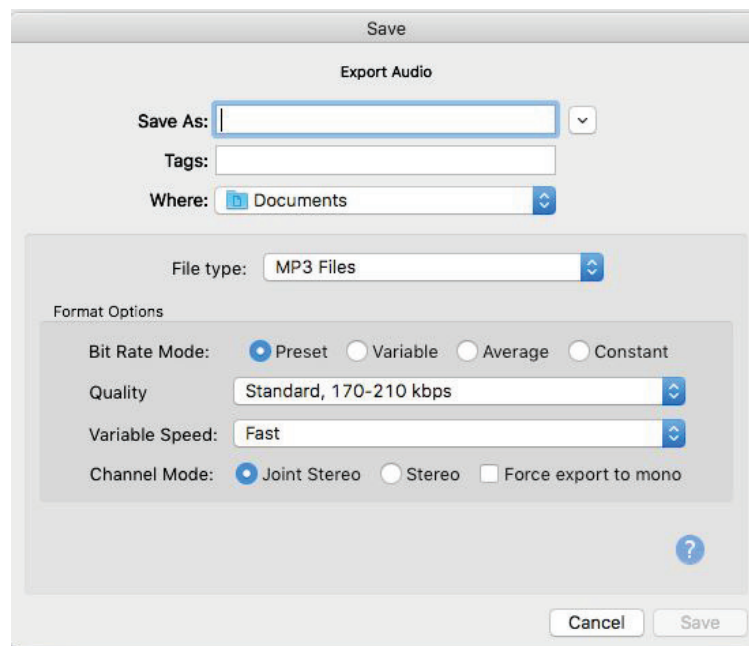 Save
Export Audio
Save As:
Tags:
Where: Documents
File type: MP3 Files
Format Options
Bit Rate Mode: Preset Variable Average Constant
Quality Standard, 170-210 kbps
Variable Speed: Fast
Channel Mode: Joint Stereo Stereo Force export to mono
?
Cancel Save